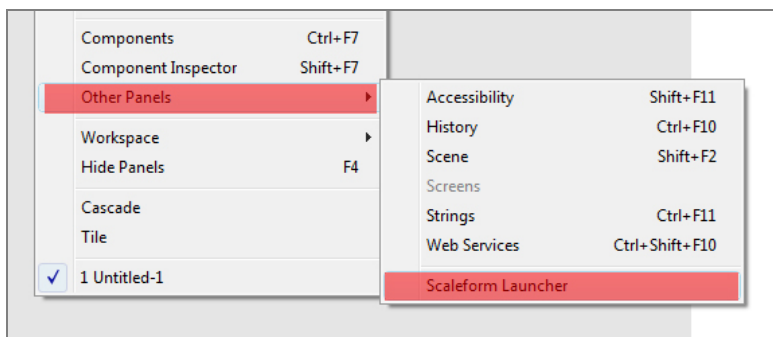 Components Ctrl+F7
Component Inspector Shift+F7
Other Panels
Workspace
Hide Panels F4
Cascade
Tile
1 Untitled-1
Accessibility Shift+F11
History Ctrl+F10
Scene Shift+F2
Screens
Strings Ctrl+F11
Web Services Ctrl+Shift+F10
Scaleform Launcher